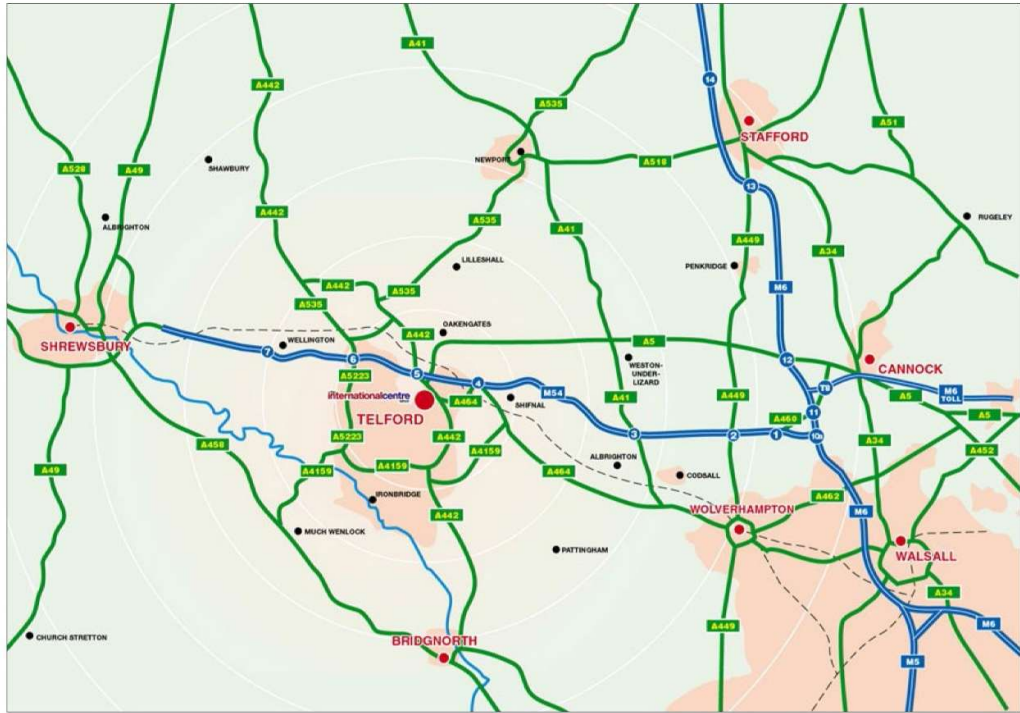 A41
14
A442
A535
A51
STAFFORD
NEWPORT
A518
A528
A49
SHAWBURY
13
A442
A535
A41
ALBRIGHTON
RUGELEY
A449
A34
LILLESHALL
PENKRIDGE
A442
A535
M6
A535
OAKENGATES
SHREWSBURY
WELLINGTON
A442
A5
7
6
12
WESTON-
UNDER-
LIZARD
CANNOCK
A5223
5
4
T8
M6
TOLL
M54
internationalcentre
A464
SHIFNAL
A41
A449
A5
TELFORD
A460
11
A5
A5223
A442
3
2
1
10a
A34
A458
A4159
A452
A49
A4159
A4159
A464
ALBRIGHTON
CODSALL
IRONBRIDGE
A462
A442
WOLVERHAMPTON
M6
MUCH WENLOCK
PATTINGHAM
WALSALL
A34
CHURCH STRETTON
BRIDGNORTH
A449
M6
M5